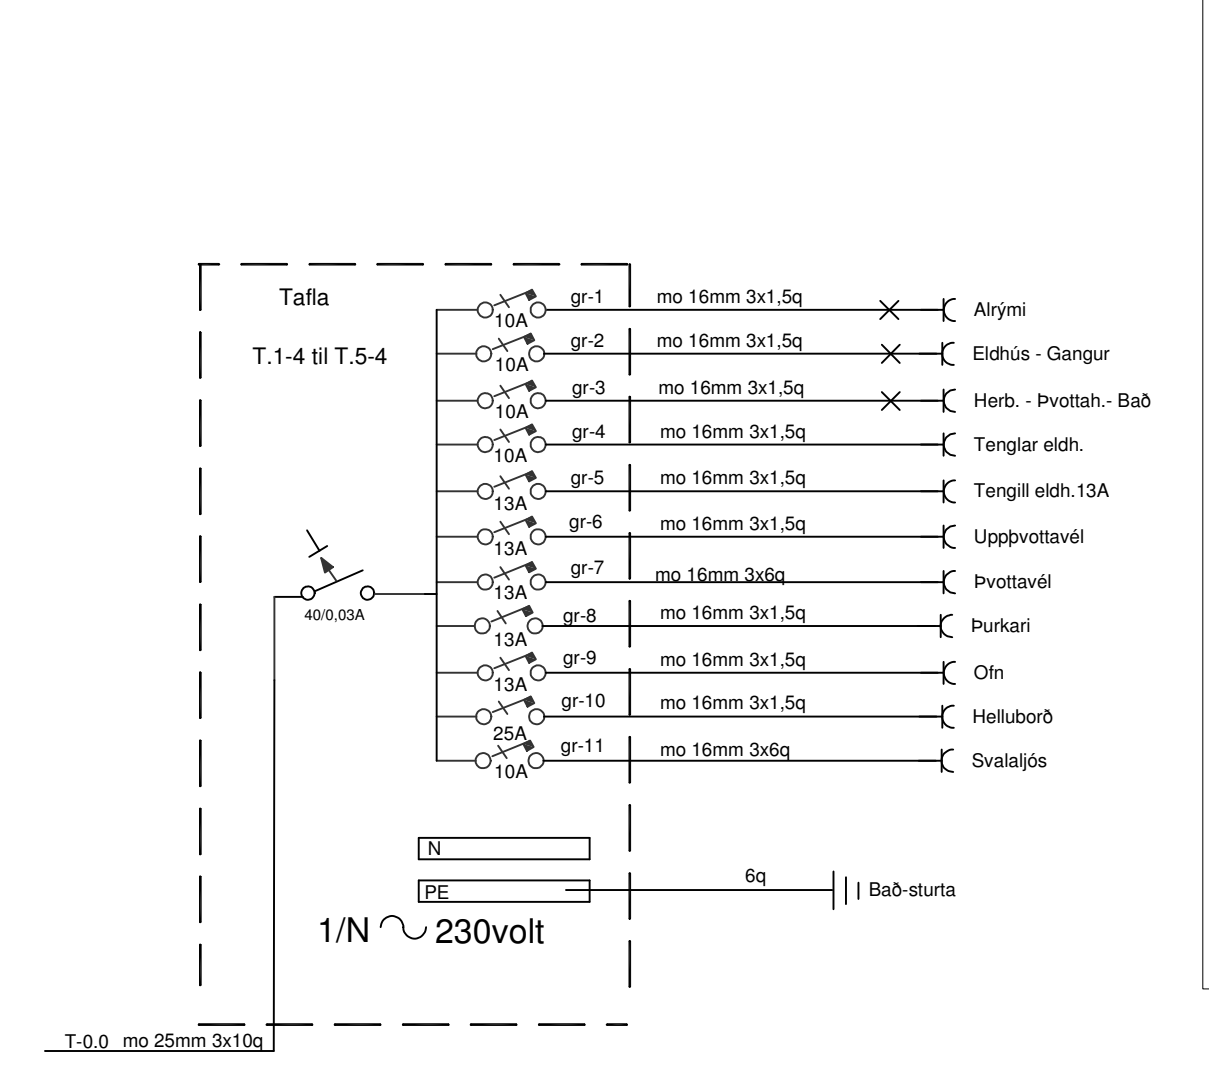 Tafla
T.1-4 til T.5-4
gr-1 mo 16mm 3x1,5q Alrými
10A
gr-2 mo 16mm 3x1,5q Eldhús - Gangur
10A
gr-3 mo 16mm 3x1,5q Herb. - Þvottah.- Bað
10A
gr-4 mo 16mm 3x1,5q Tenglar eldh.
10A
gr-5 mo 16mm 3x1,5q Tengill eldh.13A
13A
gr-6 mo 16mm 3x1,5q Uppþvottavél
13A
gr-7 mo 16mm 3x6q Þvottavél
13A
40/0,03A
gr-8 mo 16mm 3x1,5q Þurkari
13A
gr-9 mo 16mm 3x1,5q Ofn
13A
gr-10 mo 16mm 3x1,5q Helluborð
25A
gr-11 mo 16mm 3x6q Svalaljós
10A
N
PE 6q Bað-sturta
1/N 230volt
T-0.0 mo 25mm 3x10q